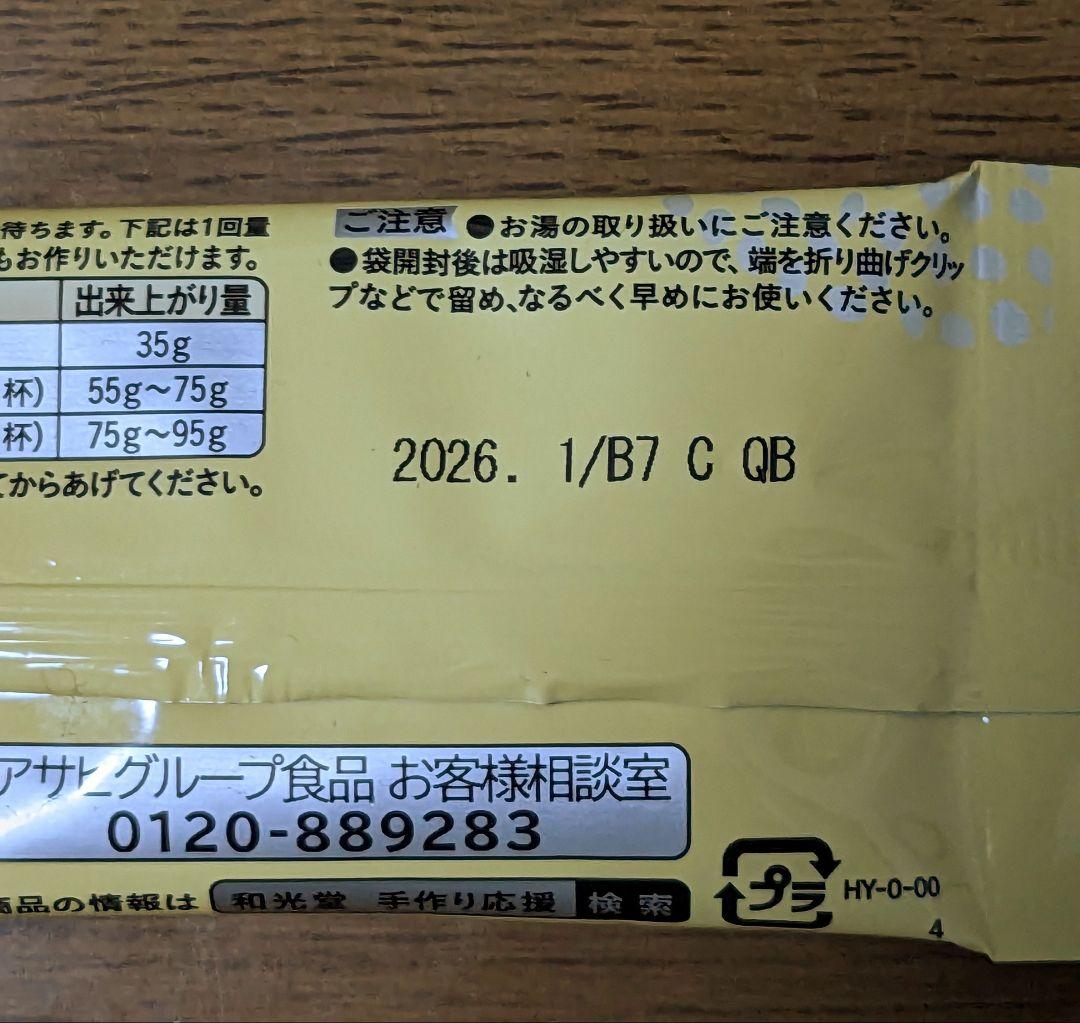 待ちます。下記は1回量
もお作りいただけます。
出来上がり量
35g
杯) 55g～75g
杯) 75g～95g
てからあげてください。
ご注意 ●お湯の取り扱いにご注意ください。
●袋開封後は吸湿しやすいので、端を折り曲げクリッ
プなどで留め、なるべく早めにお使いください。
2026. 1/B7 C QB
アサヒグループ食品 お客様相談室
0120-889283
商品の情報は 和光堂 手作り応援 検索
プラ
HY-0-00
4